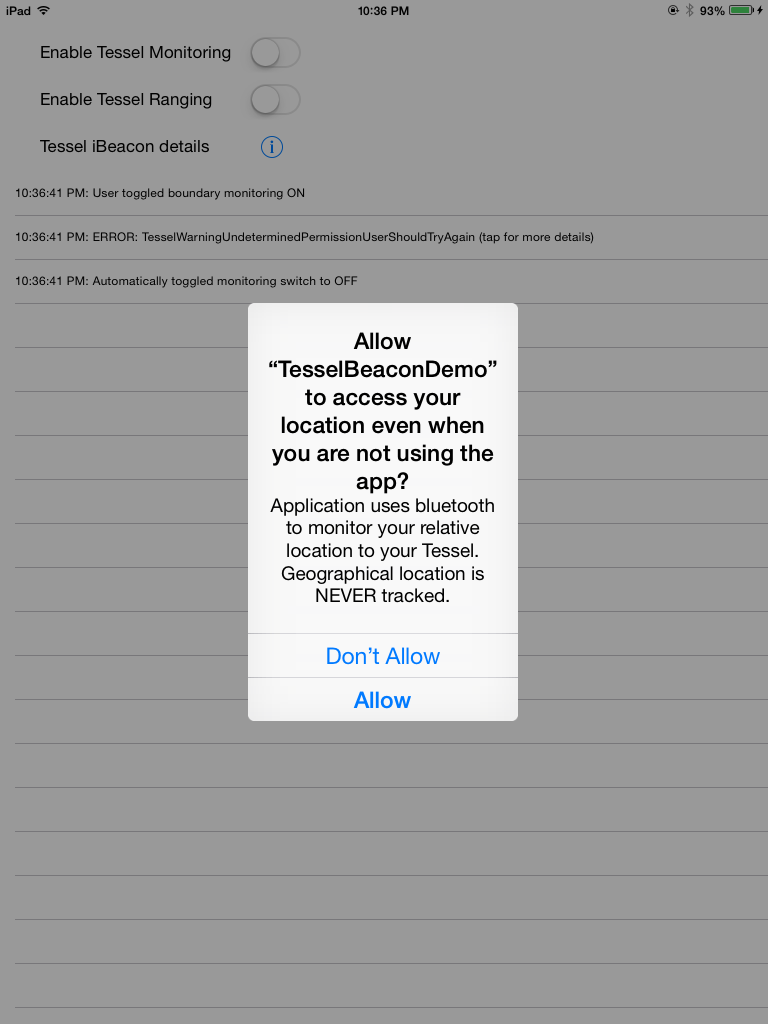 iPad 10:36 PM 93%
Enable Tessel Monitoring
Enable Tessel Ranging
Tessel iBeacon details
10:36:41 PM: User toggled boundary monitoring ON
10:36:41 PM: ERROR: TesselWarningUndeterminedPermissionUserShouldTryAgain (tap for more details)
10:36:41 PM: Automatically toggled monitoring switch to OFF
Allow
“TesselBeaconDemo”
to access your
location even when
you are not using the
app?
Application uses bluetooth
to monitor your relative
location to your Tessel.
Geographical location is
NEVER tracked.
Don’t Allow
Allow